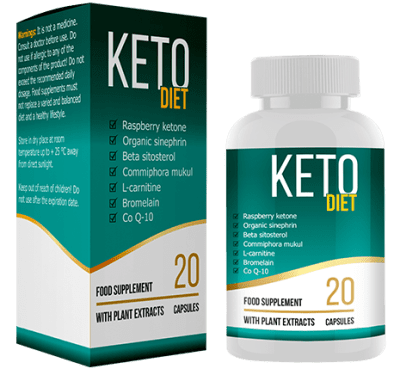 Warnings: It is not a medicine.
Consult a doctor before use. Do
not use if allergic to any of the
components of the product! Do not
exceed the recommended daily
dosage. Food supplements must
not replace a varied and balanced
diet and a healthy lifestyle.
Store in dry place at room
temperature up to + 25 °C away
from direct sunlight.
Keep out of reach of children! Do
not use after the expiration date.
KETO
DIET
Raspberry ketone
Organic sinephrin
Beta sitosterol
Commiphora mukul
L-carnitine
Bromelain
Co Q-10
FOOD SUPPLEMENT 20
WITH PLANT EXTRACTS CAPSULES
KETO
DIET
Raspberry ketone
Organic sinephrin
Beta sitosterol
Commiphora mukul
L-carnitine
Bromelain
Co Q-10
FOOD SUPPLEMENT 20
WITH PLANT EXTRACTS CAPSULES